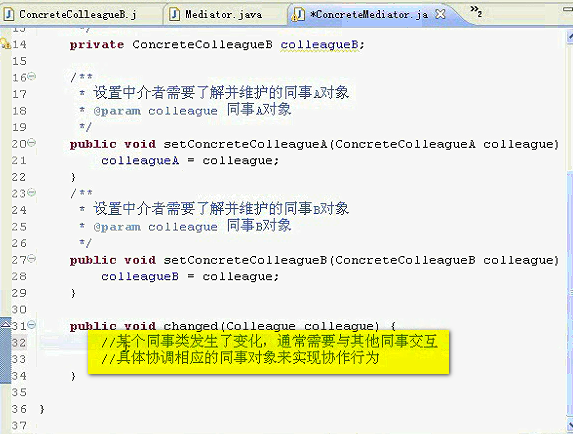 ConcreteColleagueB.j Mediator.java *ConcreteMediator.ja »2
14 private ConcreteColleagueB colleagueB;
15
16 /**
17 * 设置中介者需要了解并维护的同事A对象
18 * @param colleague 同事A对象
19 */
20 public void setConcreteColleagueA(ConcreteColleagueA colleague)
21 colleagueA = colleague;
22 }
23 /**
24 * 设置中介者需要了解并维护的同事B对象
25 * @param colleague 同事B对象
26 */
27 public void setConcreteColleagueB(ConcreteColleagueB colleague)
28 colleagueB = colleague;
29 }
30
31 public void changed(Colleague colleague) {
32 //某个同事类发生了变化，通常需要与其他同事交互
//具体协调相应的同事对象来实现协作行为
34 }
35
36 }
37